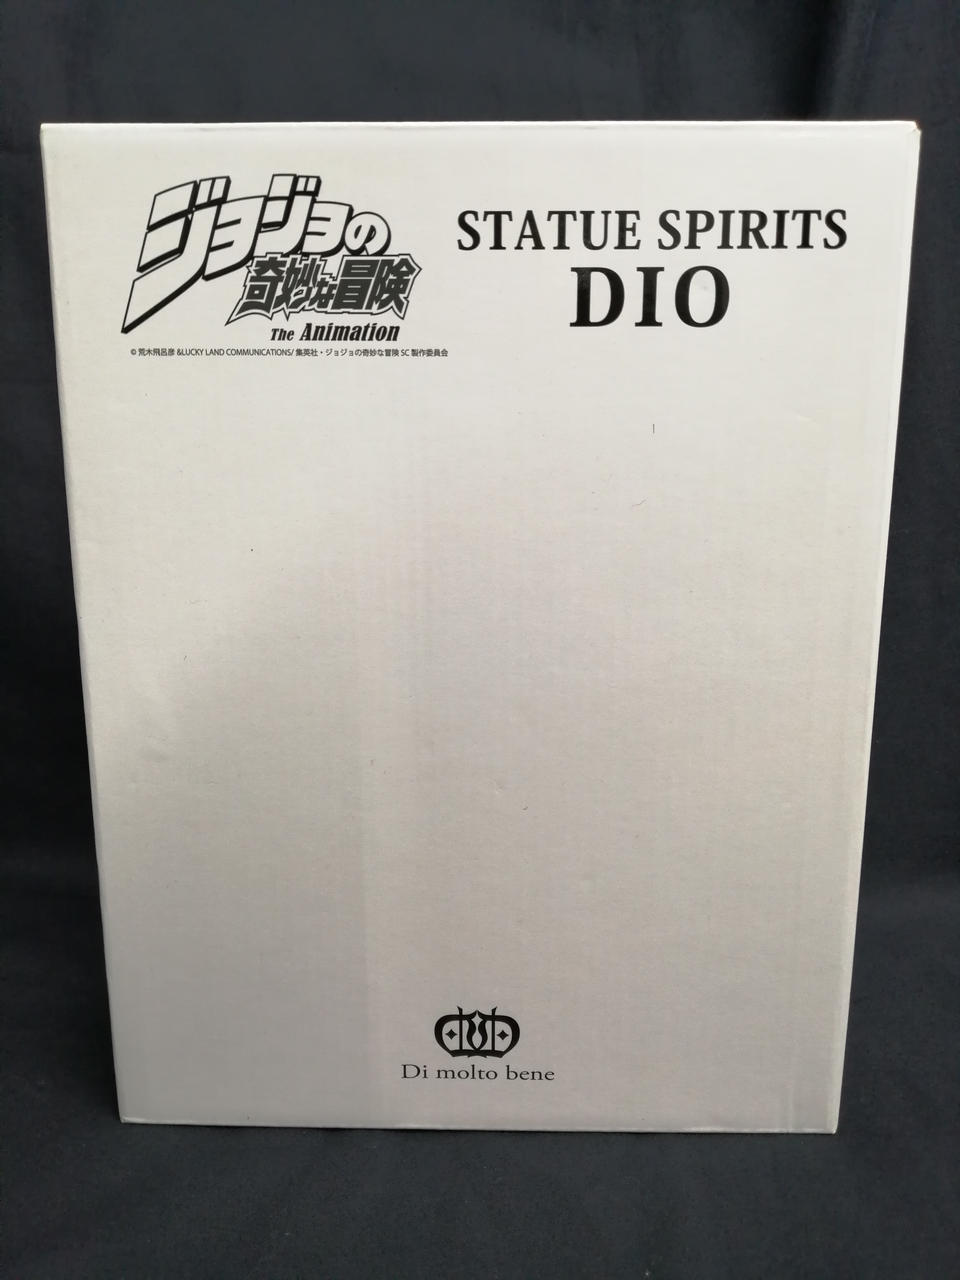 ジョジョの
奇妙な冒険
The Animation
© 荒木飛呂彦 &LUCKY LAND COMMUNICATIONS/ 集英社・ジョジョの奇妙な冒険 SC 製作委員会
STATUE SPIRITS
DIO
Di molto bene